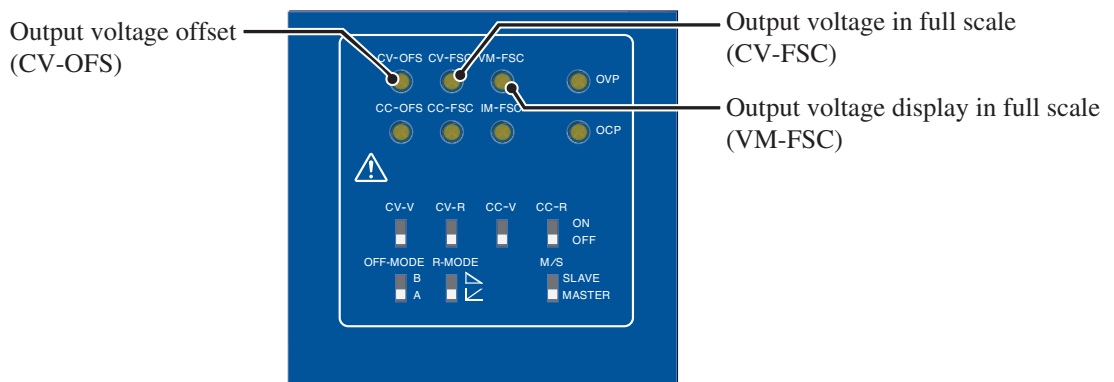 Output voltage offset
(CV-OFS)
Output voltage in full scale
(CV-FSC)
Output voltage display in full scale
(VM-FSC)
CV-OFS CV-FSC VM-FSC
OVP
CC-OFS CC-FSC IM-FSC
OCP
CV-V CV-R CC-V CC-R
ON
OFF
OFF-MODE R-MODE M/S
B SLAVE
A MASTER